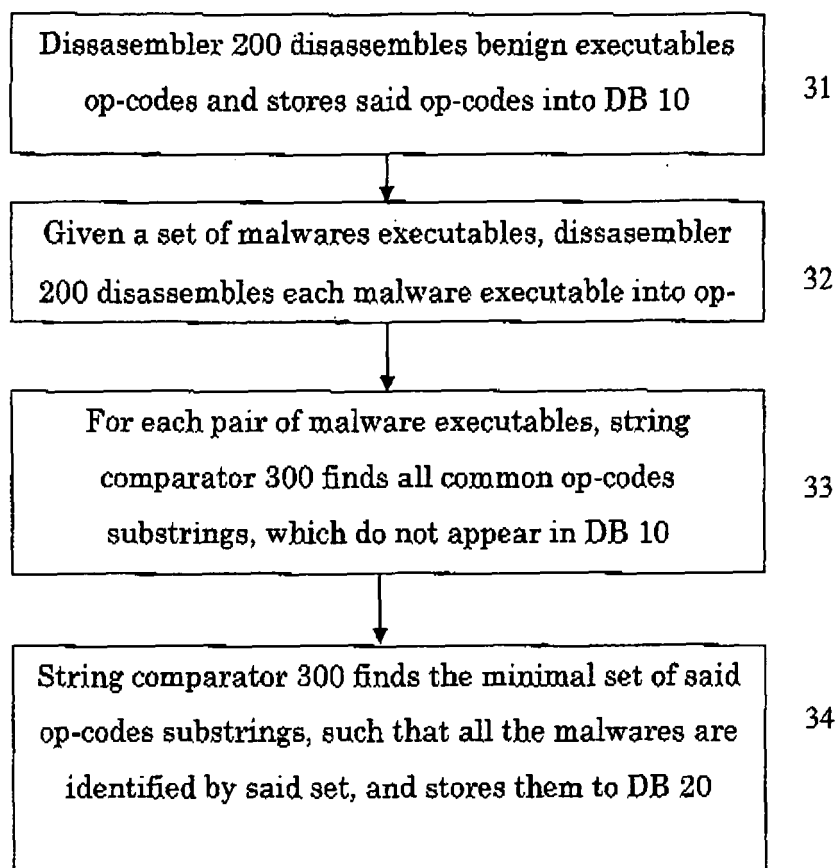 Dissasembler 200 disassembles benign executables
op-codes and stores said op-codes into DB 10
31
Given a set of malwares executables, dissasembler
200 disassembles each malware executable into op-
32
For each pair of malware executables, string
comparator 300 finds all common op-codes
substrings, which do not appear in DB 10
33
String comparator 300 finds the minimal set of said
op-codes substrings, such that all the malwares are
identified by said set, and stores them to DB 20
34